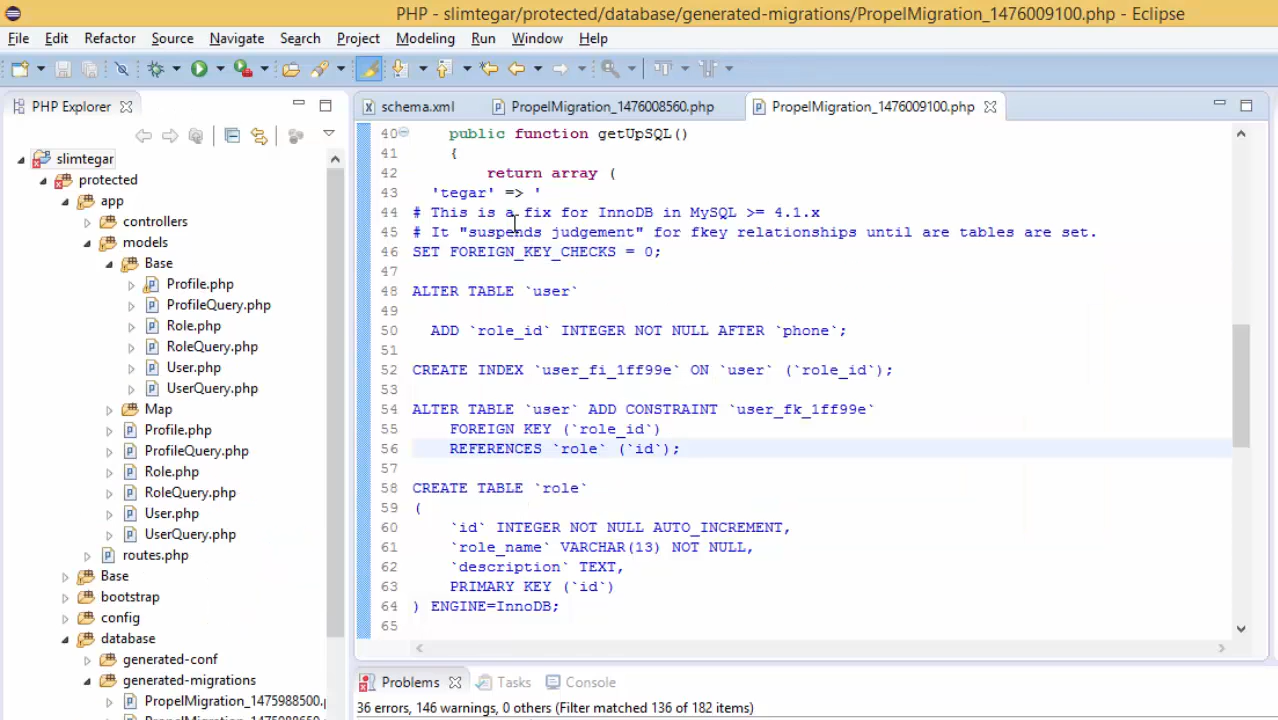 PHP - slimtegar/protected/database/generated-migrations/PropelMigration_1476009100.php - Eclipse
File Edit Refactor Source Navigate Search Project Modeling Run Window Help
PHP Explorer
schema.xml PropelMigration_1476008560.php PropelMigration_1476009100.php
slimtegar
protected
app
controllers
models
Base
Profile.php
ProfileQuery.php
Role.php
RoleQuery.php
User.php
UserQuery.php
Map
Profile.php
ProfileQuery.php
Role.php
RoleQuery.php
User.php
UserQuery.php
routes.php
Base
bootstrap
config
database
generated-conf
generated-migrations
PropelMigration_1475988500.p
40 public function getUpSQL()
41 {
42 return array (
43 'tegar' => '
44 # This is a fix for InnoDB in MySQL >= 4.1.x
45 # It "suspends judgement" for fkey relationships until are tables are set.
46 SET FOREIGN_KEY_CHECKS = 0;
47
48 ALTER TABLE `user`
49
50 ADD `role_id` INTEGER NOT NULL AFTER `phone`;
51
52 CREATE INDEX `user_fi_1ff99e` ON `user` (`role_id`);
53
54 ALTER TABLE `user` ADD CONSTRAINT `user_fk_1ff99e`
55 FOREIGN KEY (`role_id`)
56 REFERENCES `role` (`id`);
57
58 CREATE TABLE `role`
59 (
60 `id` INTEGER NOT NULL AUTO_INCREMENT,
61 `role_name` VARCHAR(13) NOT NULL,
62 `description` TEXT,
63 PRIMARY KEY (`id`)
64 ) ENGINE=InnoDB;
65
Problems Tasks Console
36 errors, 146 warnings, 0 others (Filter matched 136 of 182 items)